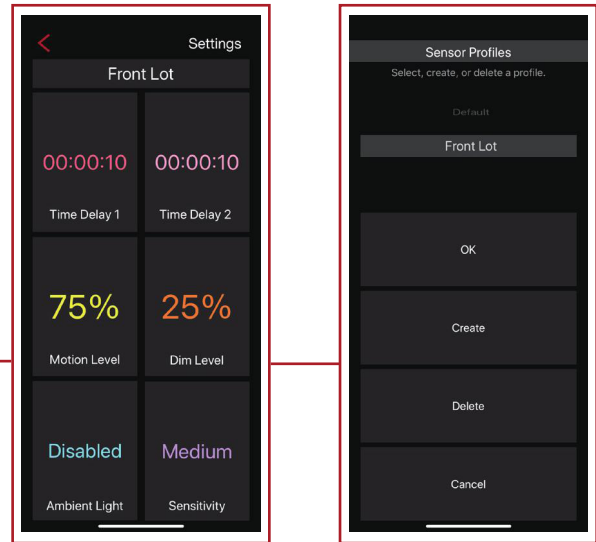 Settings
Front Lot
00:00:10 00:00:10
Time Delay 1 Time Delay 2
75% 25%
Motion Level Dim Level
Disabled Medium
Ambient Light Sensitivity
Sensor Profiles
Select, create, or delete a profile.
Default
Front Lot
OK
Create
Delete
Cancel